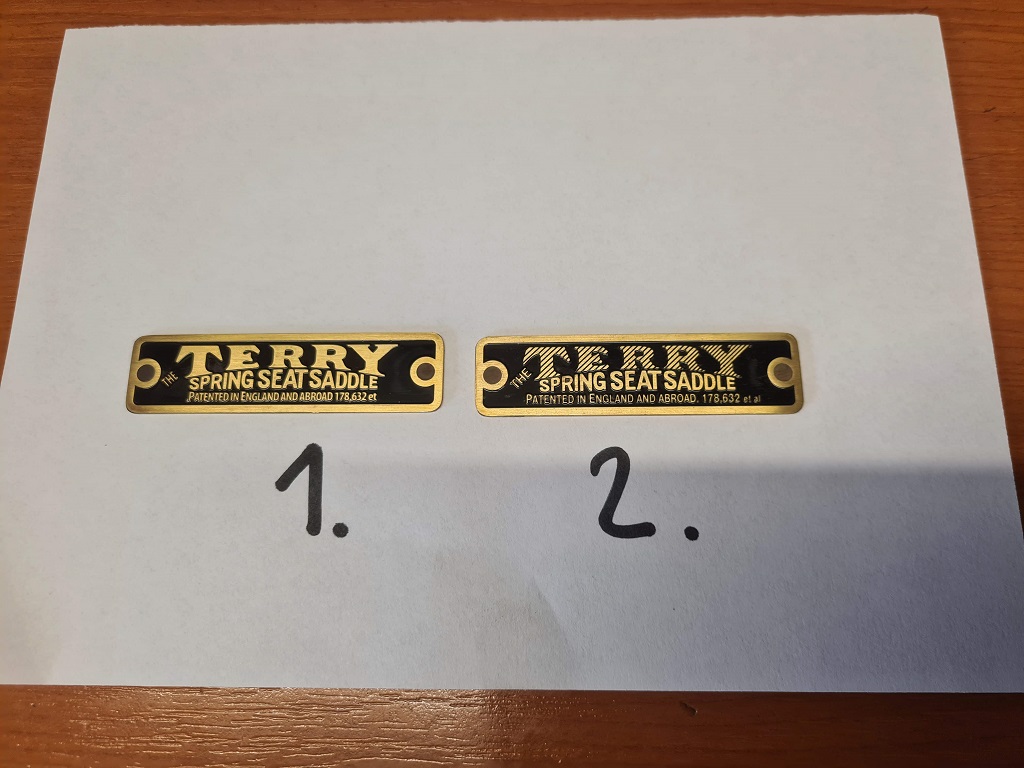 THE TERRY
SPRING SEAT SADDLE
PATENTED IN ENGLAND AND ABROAD 178,632 et
THE TERRY
SPRING SEAT SADDLE
PATENTED IN ENGLAND AND ABROAD. 178,632 et al
1.
2.